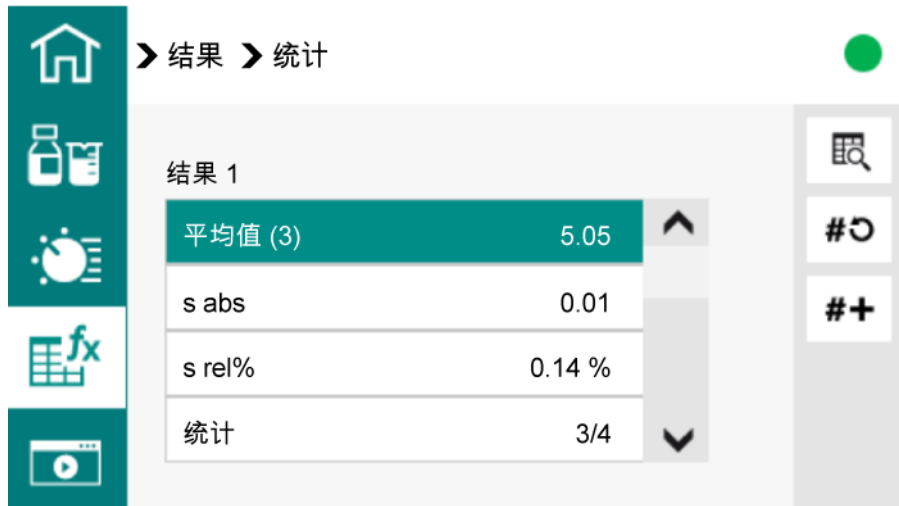 结果 统计
结果 1
平均值 (3) 5.05
s abs 0.01
s rel% 0.14 %
统计 3/4
fx
#
#+